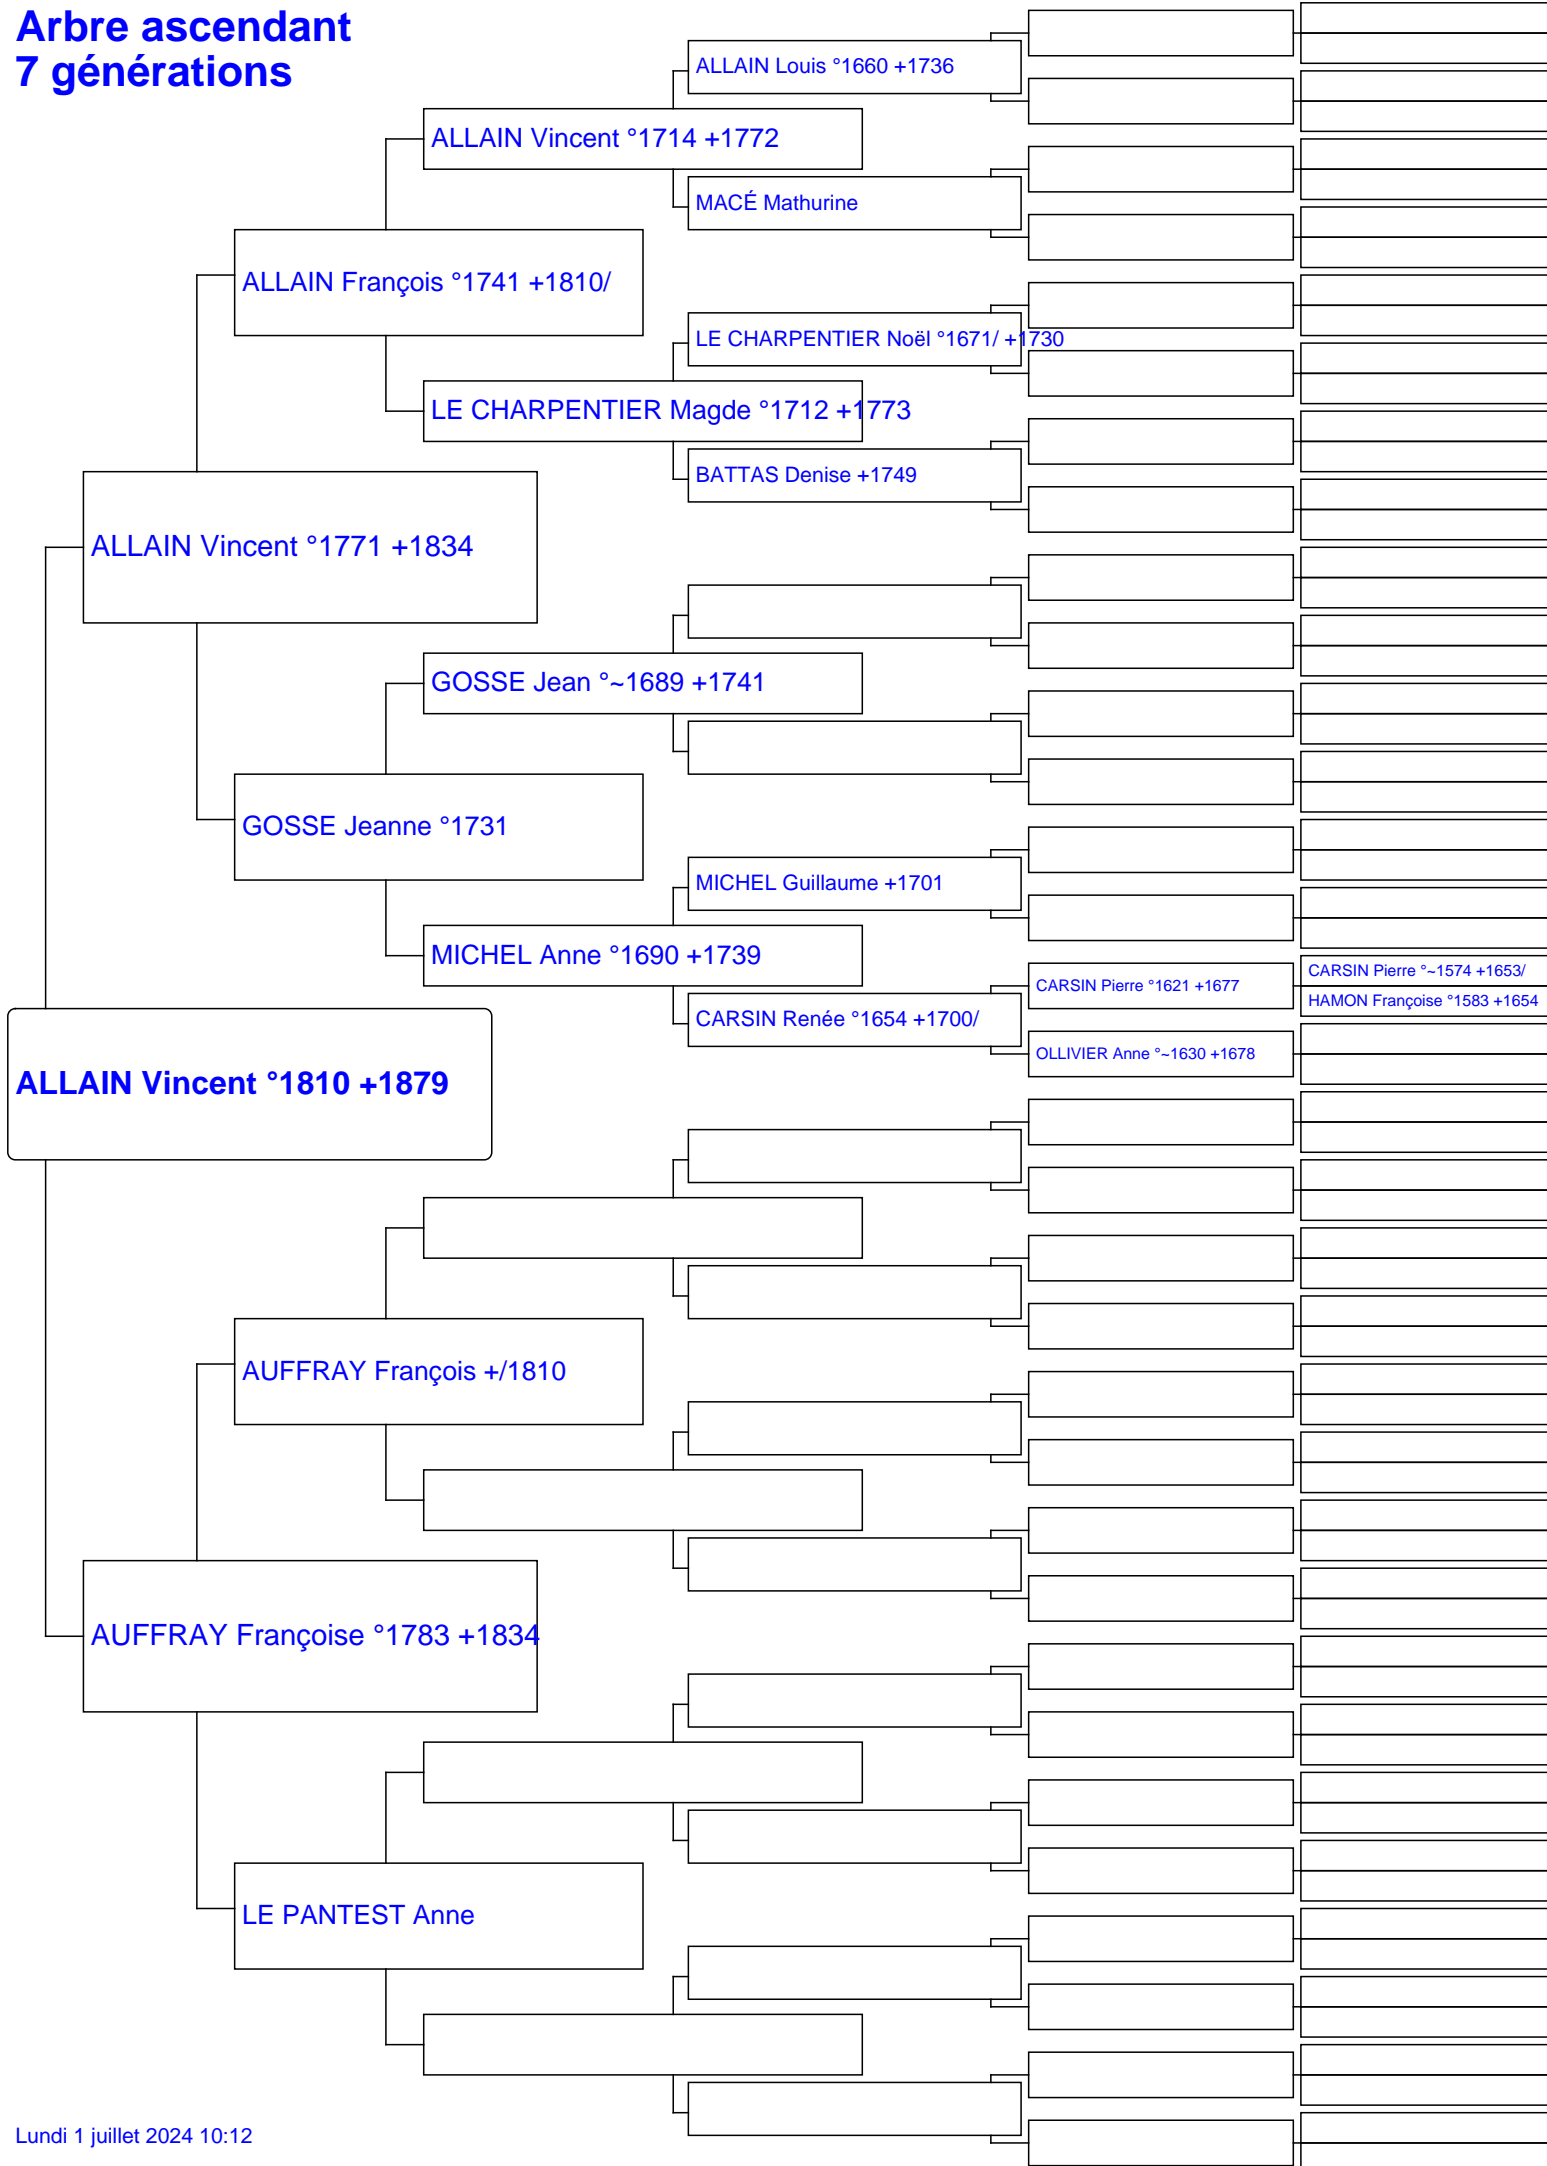 Arbre ascendant
7 générations
ALLAIN Louis °1660 +1736
ALLAIN Vincent °1714 +1772
MACÉ Mathurine
ALLAIN François °1741 +1810/
LE CHARPENTIER Noël °1671/ +1730
LE CHARPENTIER Magde °1712 +1773
BATTAS Denise +1749
ALLAIN Vincent °1771 +1834
GOSSE Jean °~1689 +1741
GOSSE Jeanne °1731
MICHEL Guillaume +1701
MICHEL Anne °1690 +1739
CARSIN Pierre °~1574 +1653/
CARSIN Pierre °1621 +1677
HAMON Françoise °1583 +1654
CARSIN Renée °1654 +1700/
OLLIVIER Anne °~1630 +1678
ALLAIN Vincent °1810 +1879
AUFFRAY François +/1810
AUFFRAY Françoise °1783 +1834
LE PANTEST Anne
Lundi 1 juillet 2024 10:12